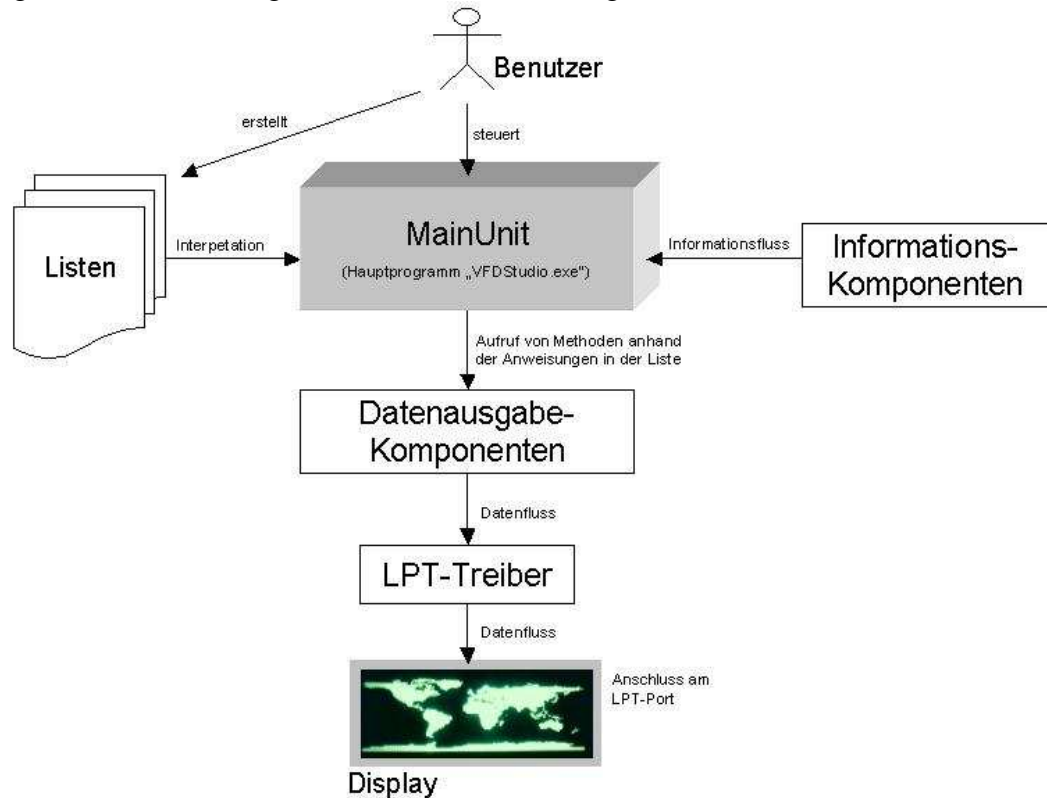 Benutzer
erstellt
steuert
MainUnit
(Hauptprogramm „VFDStudio.exe")
Listen
Interpetation
Informationsfluss
Informations-
Komponenten
Aufruf von Methoden anhand
der Anweisungen in der Liste
Datenausgabe-
Komponenten
Datenfluss
LPT-Treiber
Datenfluss
Anschluss am
LPT-Port
Display